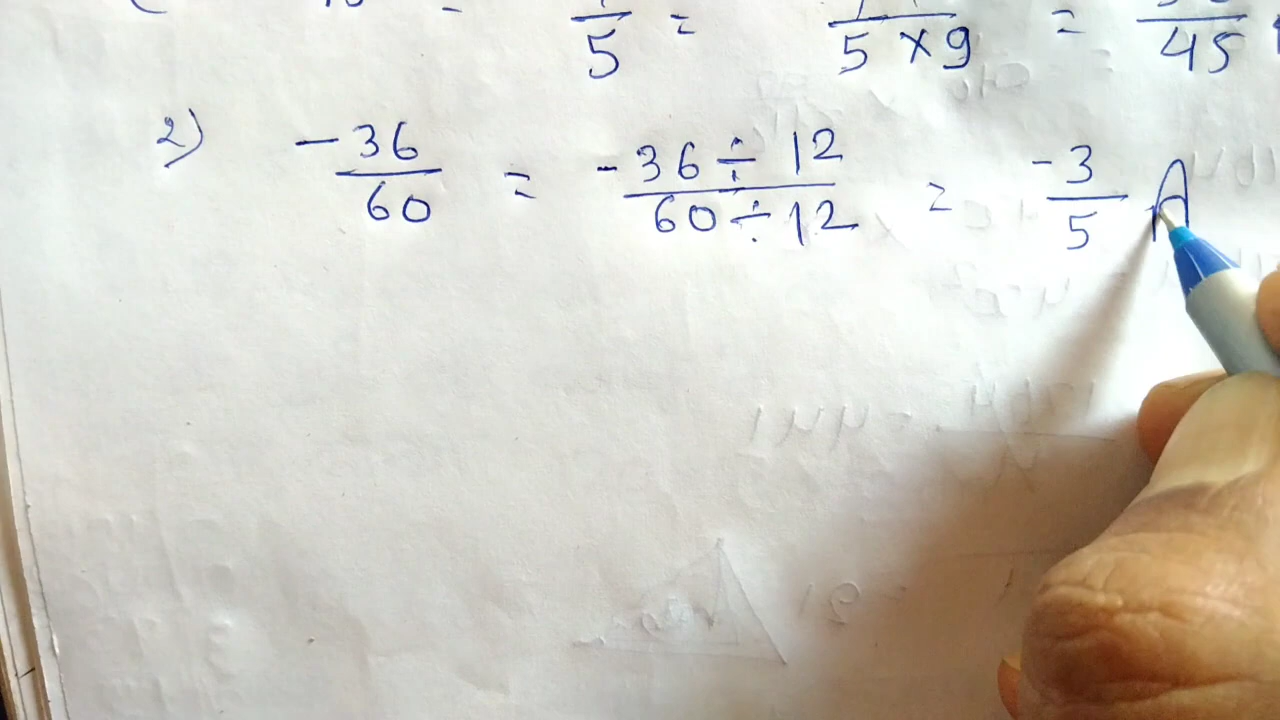 /5 = /5 × 9 = /45
2) -36/60 = -36 ÷ 12/60 ÷ 12 = -3/5 A